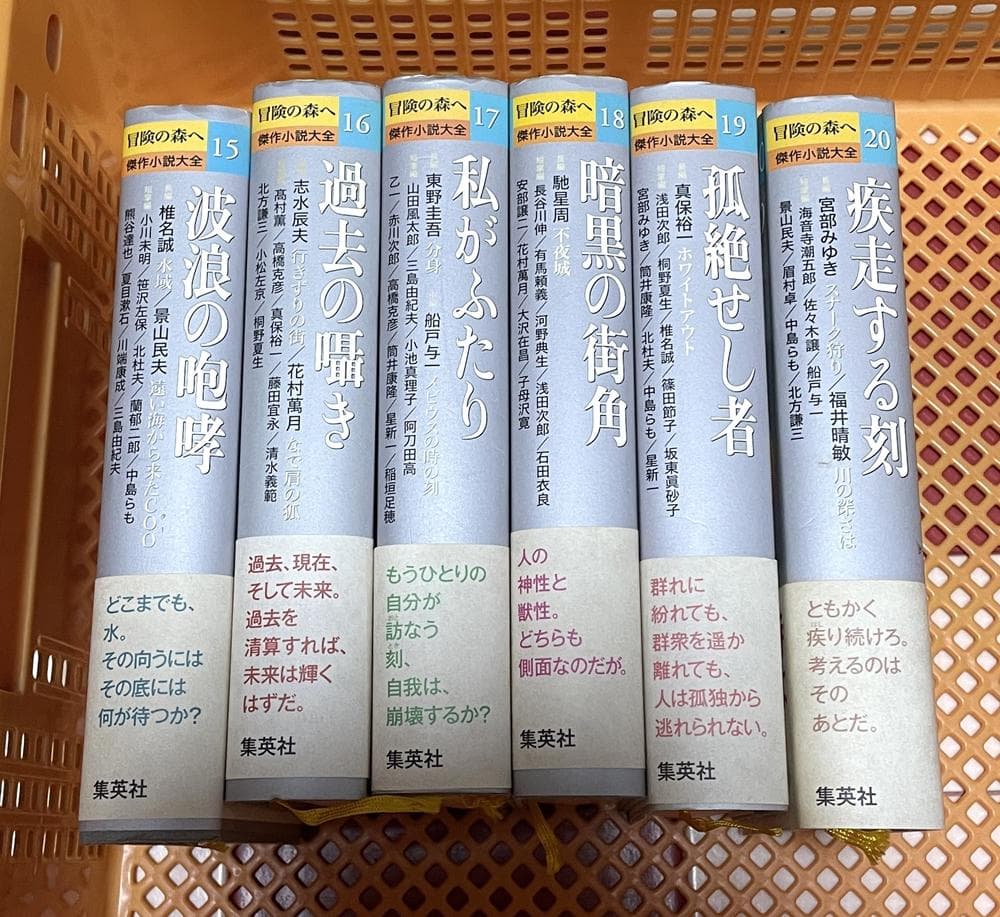 冒険の森へ
傑作小説大全
15
波浪の咆哮
長編
椎名誠 水域/景山民夫 遠い海から来たCOO
短掌編
小川未明/笹沢左保/北杜夫/蘭郁二郎/中島らも
熊谷達也/夏目漱石/川端康成/三島由紀夫
どこまでも、
水。
その向うには
その底には
何が待つか?
集英社
冒険の森へ
傑作小説大全
16
過去の囁き
志水辰夫 行きずりの街/花村萬月 なで肩の狐
髙村薫/高橋克彦/真保裕一/藤田宜永/清水義範
北方謙三/小松左京/桐野夏生
過去、現在、
そして未来。
過去を
清算すれば、
未来は輝く
はずだ。
集英社
冒険の森へ
傑作小説大全
17
私がふたり
長編
東野圭吾 分身 船戸与一 メビウスの時の刻
短掌編
山田風太郎/三島由紀夫/小池真理子/阿刀田高
乙一/赤川次郎/高橋克彦/筒井康隆/星新一/稲垣足穂
もうひとりの
自分が
訪なう
刻、
自我は、
崩壊するか?
集英社
冒険の森へ
傑作小説大全
18
暗黒の街角
長編
馳星周 不夜城
短掌編
長谷川伸/有馬頼義/河野典生/浅田次郎/石田衣良
安部譲二/花村萬月/大沢在昌/子母沢寛
人の
神性と
獣性。
どちらも
側面なのだが。
集英社
冒険の森へ
傑作小説大全
19
孤絶せし者
長編
真保裕一 ホワイトアウト
短掌編
浅田次郎/桐野夏生/椎名誠/篠田節子/坂東眞砂子
宮部みゆき/筒井康隆/北杜夫/中島らも/星新一
群れに
紛れても、
群衆を遥か
離れても、
人は孤独から
逃れられない。
集英社
冒険の森へ
傑作小説大全
20
疾走する刻
長編
宮部みゆき スナーク狩り/福井晴敏 川の深さは
短掌編
海音寺潮五郎/佐々木譲/船戸与一
景山民夫/眉村卓/中島らも/北方謙三
ともかく
疾り続けろ。
考えるのは
その
あとだ。
集英社